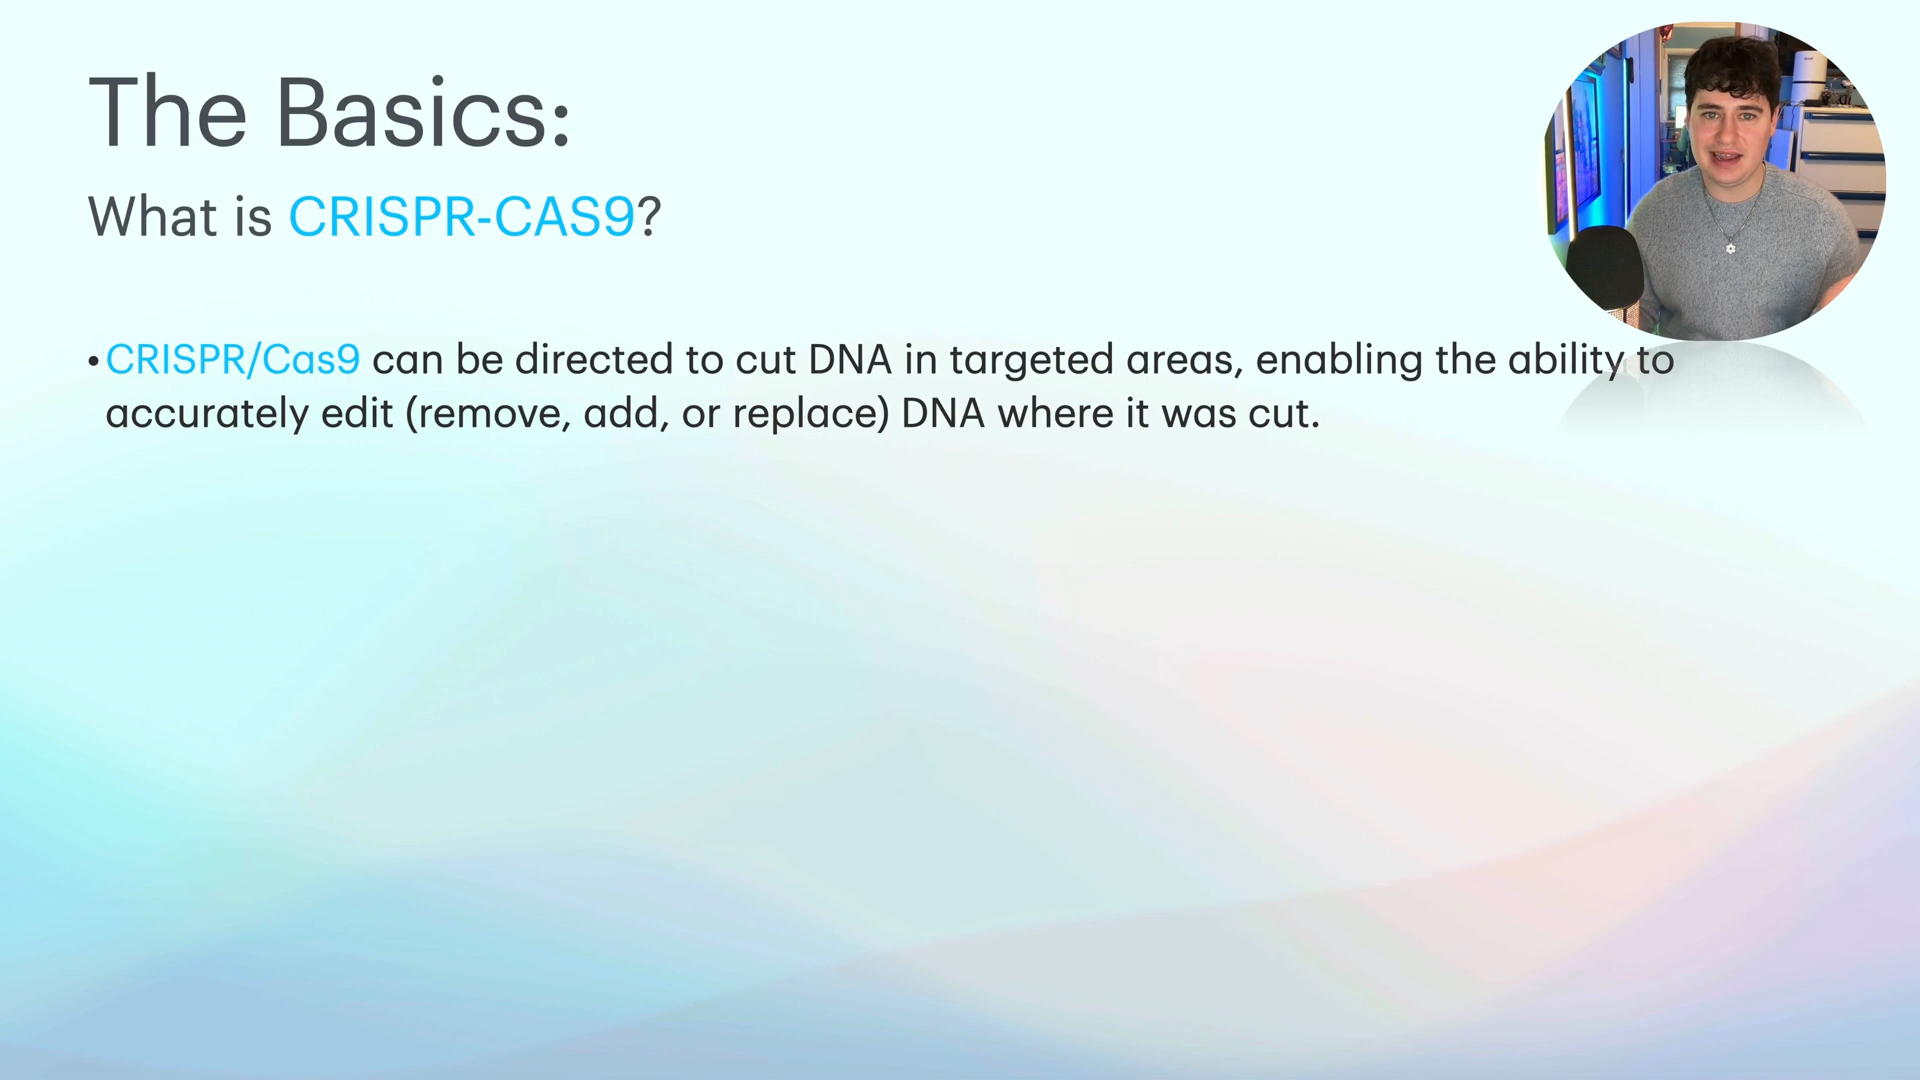 The Basics:
What is CRISPR-CAS9?
• CRISPR/Cas9 can be directed to cut DNA in targeted areas, enabling the ability to
accurately edit (remove, add, or replace) DNA where it was cut.